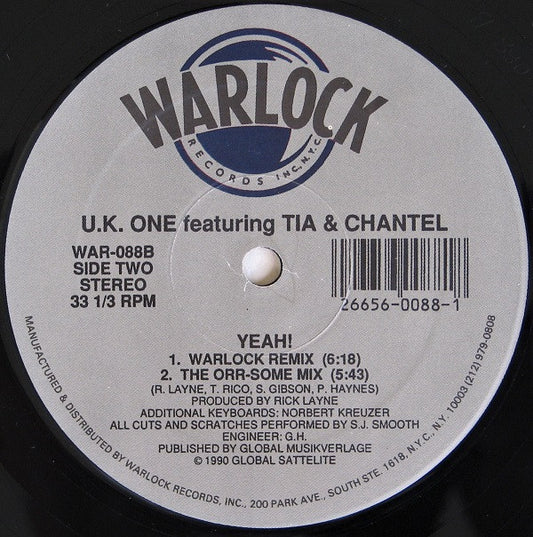 WARLOCK
RECORDS INC, N.Y.C.
U.K. ONE featuring TIA & CHANTEL
WAR-088B
SIDE TWO
STEREO
33 1/3 RPM
26656-0088-1
YEAH!
1. WARLOCK REMIX (6:18)
2. THE ORR-SOME MIX (5:43)
(R. LAYNE, T. RICO, S. GIBSON, P. HAYNES)
PRODUCED BY RICK LAYNE
ADDITIONAL KEYBOARDS: NORBERT KREUZER
ALL CUTS AND SCRATCHES PERFORMED BY S.J. SMOOTH
ENGINEER: G.H.
PUBLISHED BY GLOBAL MUSIKVERLAGE
© 1990 GLOBAL SATTELITE
MANUFACTURED & DISTRIBUTED BY WARLOCK RECORDS, INC., 200 PARK AVE., SOUTH STE. 1618, N.Y.C., N.Y. 10003 (212) 979-0808